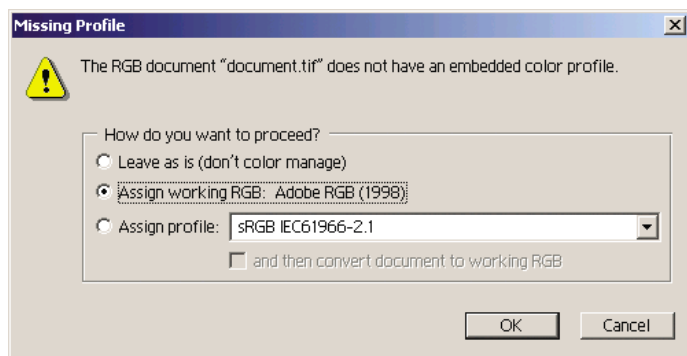 Missing Profile
The RGB document “document.tif” does not have an embedded color profile.
How do you want to proceed?
Leave as is (don't color manage)
Assign working RGB: Adobe RGB (1998)
Assign profile: sRGB IEC61966-2.1
and then convert document to working RGB
OK Cancel